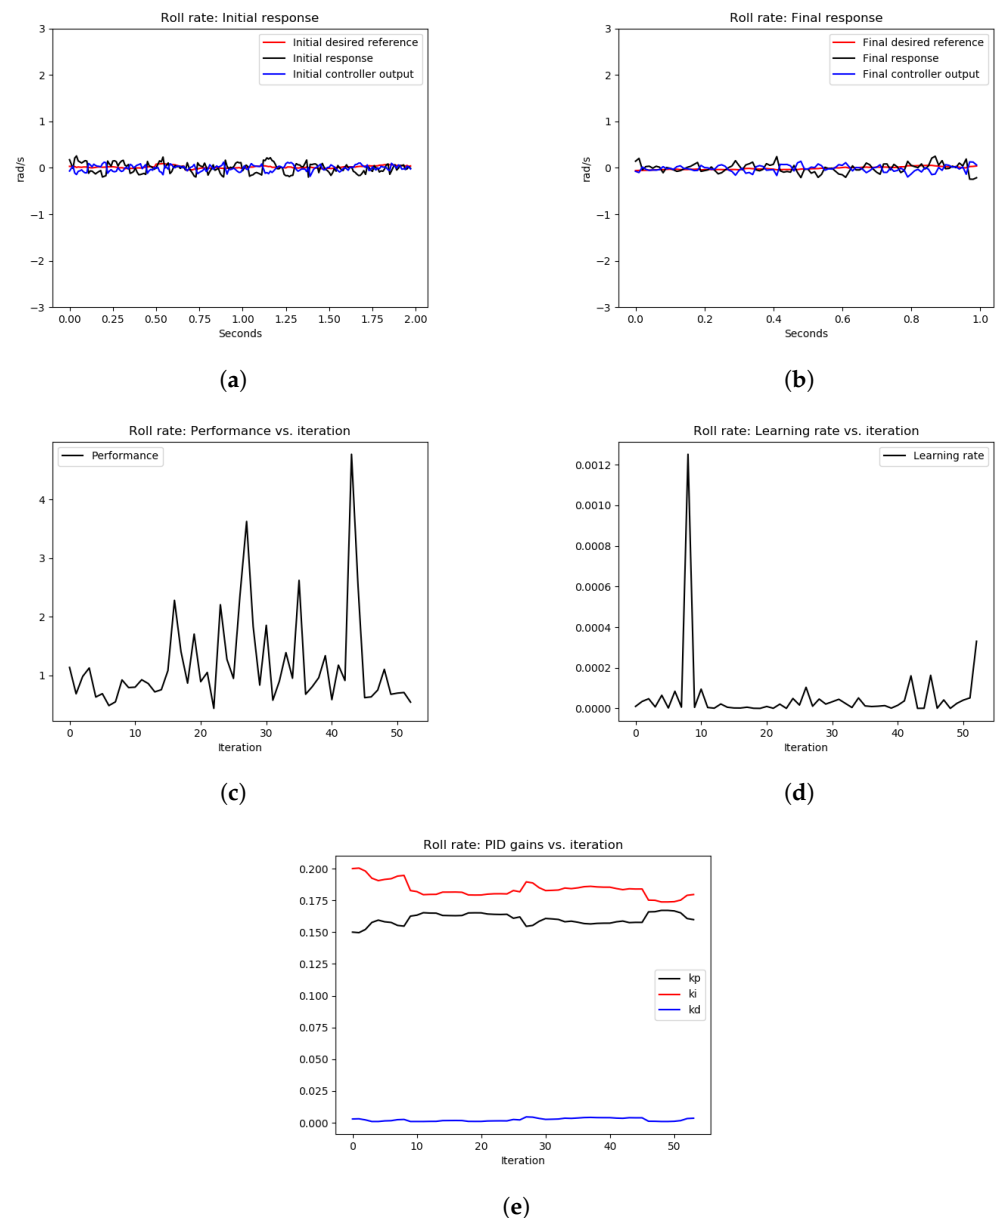 Roll rate: Initial response
3
2
1
0
−1
−2
−3
rad/s
Initial desired reference
Initial response
Initial controller output
0.00 0.25 0.50 0.75 1.00 1.25 1.50 1.75 2.00
Seconds
(a)
Roll rate: Final response
3
2
1
0
−1
−2
−3
rad/s
Final desired reference
Final response
Final controller output
0.0 0.2 0.4 0.6 0.8 1.0
Seconds
(b)
Roll rate: Performance vs. iteration
Performance
4
3
2
1
0 10 20 30 40 50
Iteration
(c)
Roll rate: Learning rate vs. iteration
Learning rate
0.0012
0.0010
0.0008
0.0006
0.0004
0.0002
0.0000
0 10 20 30 40 50
Iteration
(d)
Roll rate: PID gains vs. iteration
0.200
0.175
0.150
0.125
0.100
0.075
0.050
0.025
0.000
kp
ki
kd
0 10 20 30 40 50
Iteration
(e)